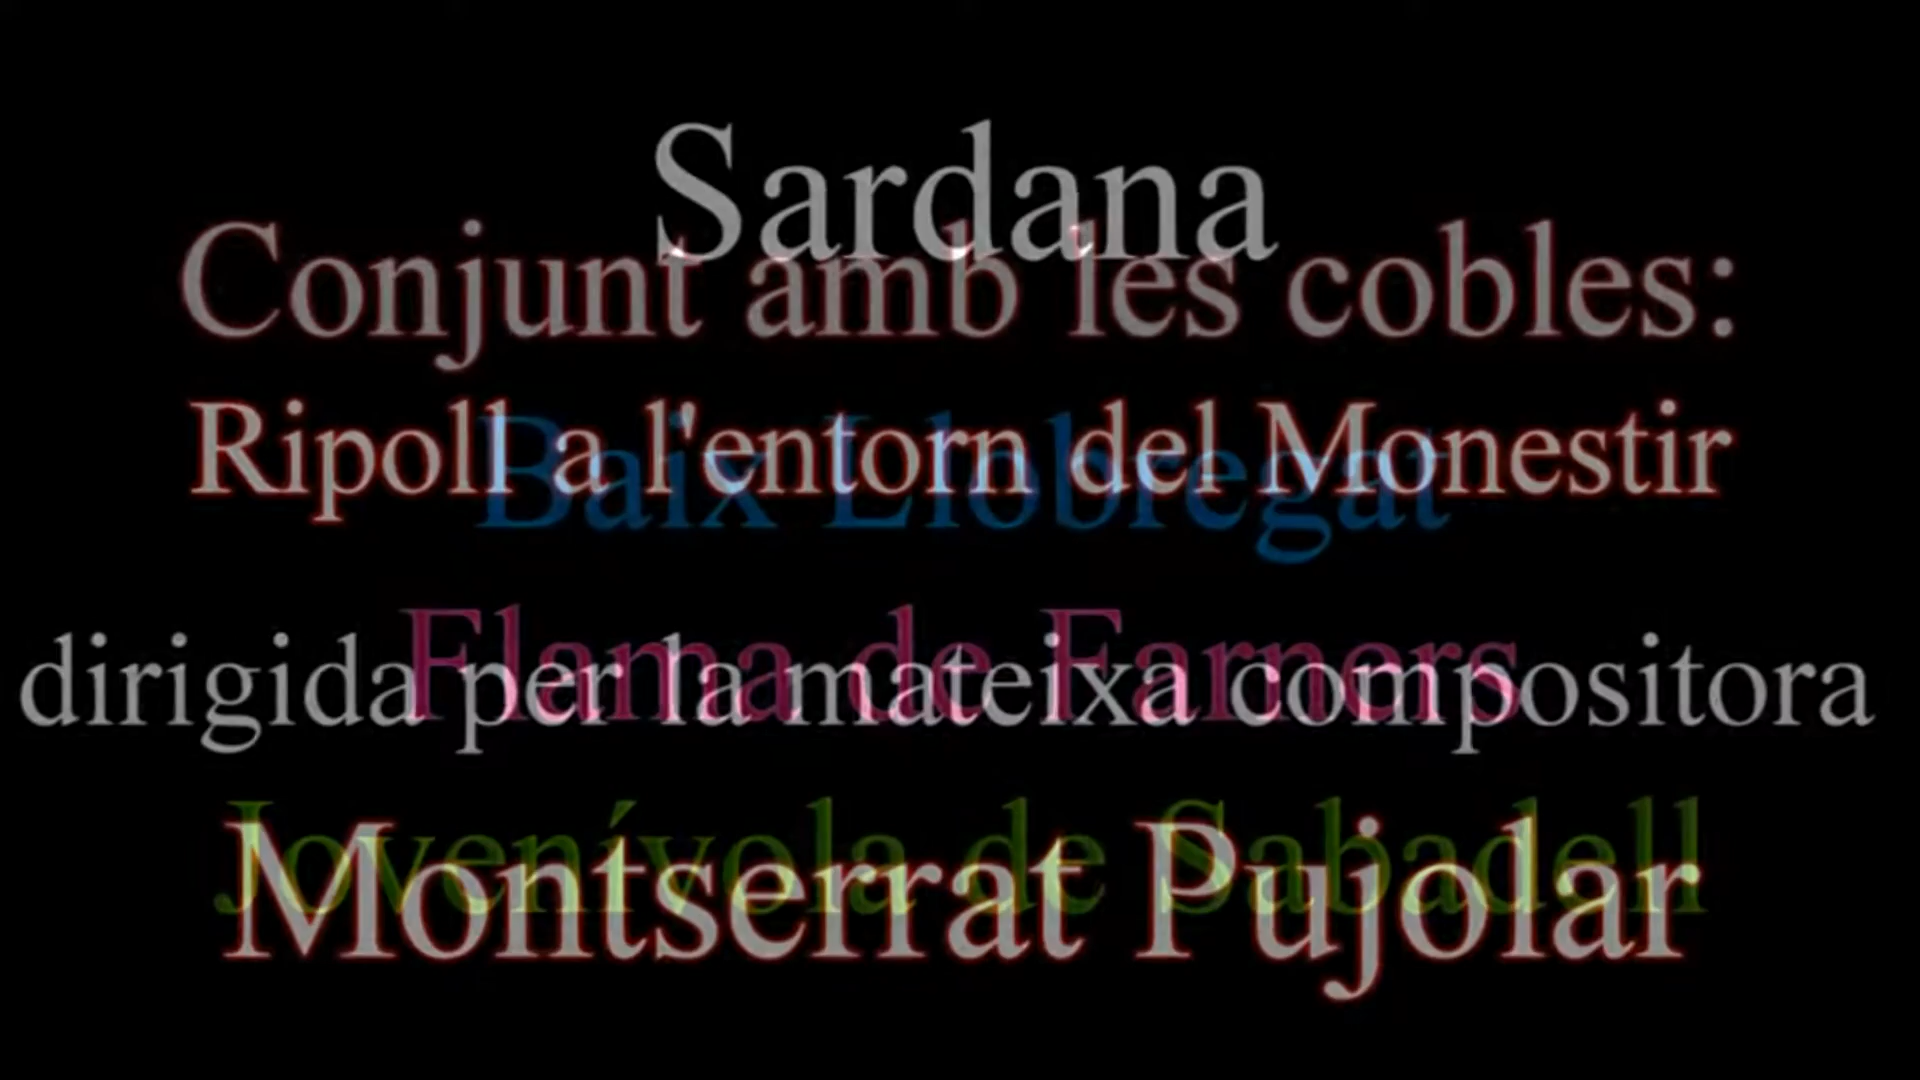 Sardana
Conjunt amb les cobles:
Ripoll a l'entorn del Monestir
Baix Llobregat
Flama de Farners
dirigida per la mateixa compositora
Jovenívola de Sabadell
Montserrat Pujolar